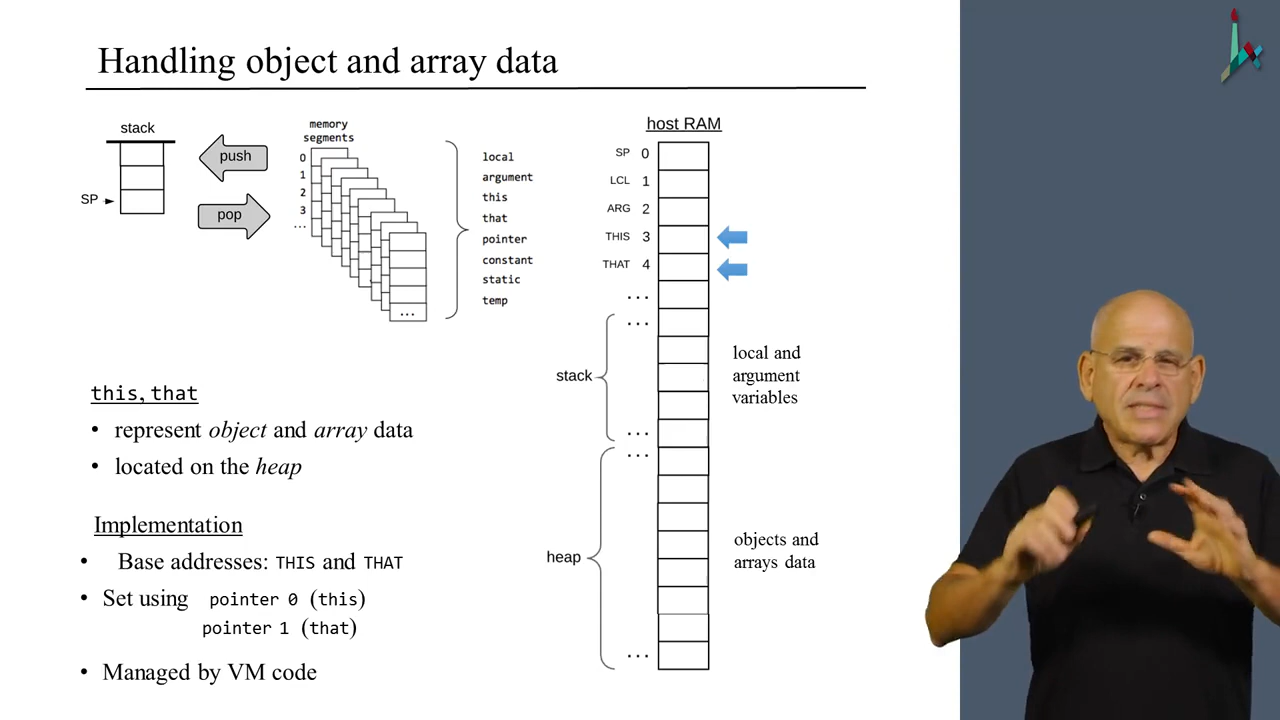 Handling object and array data
stack
SP
push
pop
memory
segments
0
1
2
3
...
...
local
argument
this
that
pointer
constant
static
temp
host RAM
SP 0
LCL 1
ARG 2
THIS 3
THAT 4
...
...
stack
local and
argument
variables
...
...
heap
objects and
arrays data
...
this, that
• represent object and array data
• located on the heap
Implementation
• Base addresses: THIS and THAT
• Set using pointer 0 (this)
pointer 1 (that)
• Managed by VM code